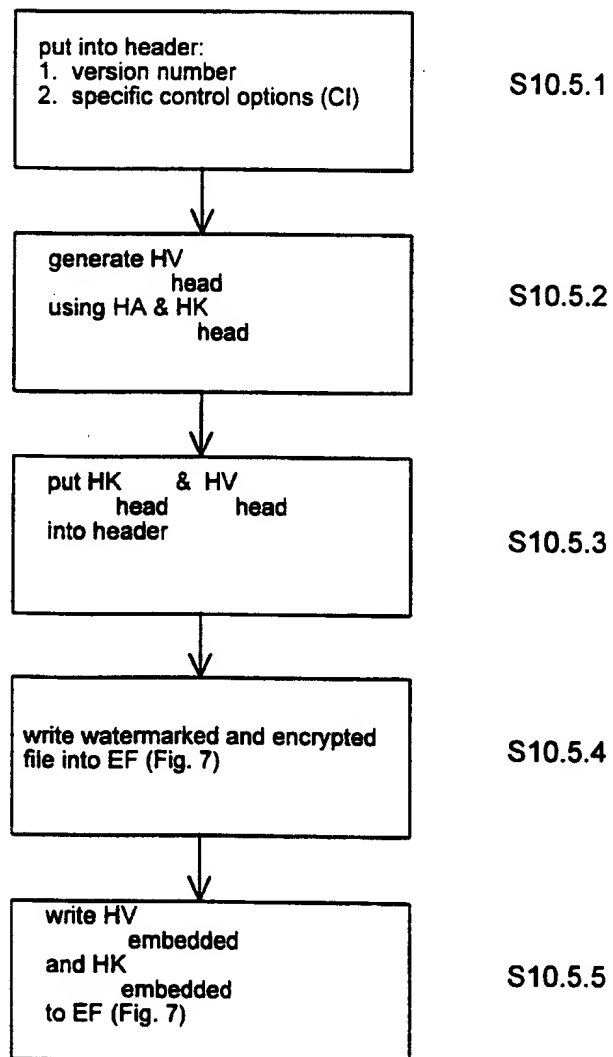 put into header:
1. version number
2. specific control options (CI)
S10.5.1
generate HV
head
using HA & HK
head
S10.5.2
put HK & HV
head head
into header
S10.5.3
write watermarked and encrypted
file into EF (Fig. 7)
S10.5.4
write HV
embedded
and HK
embedded
to EF (Fig. 7)
S10.5.5